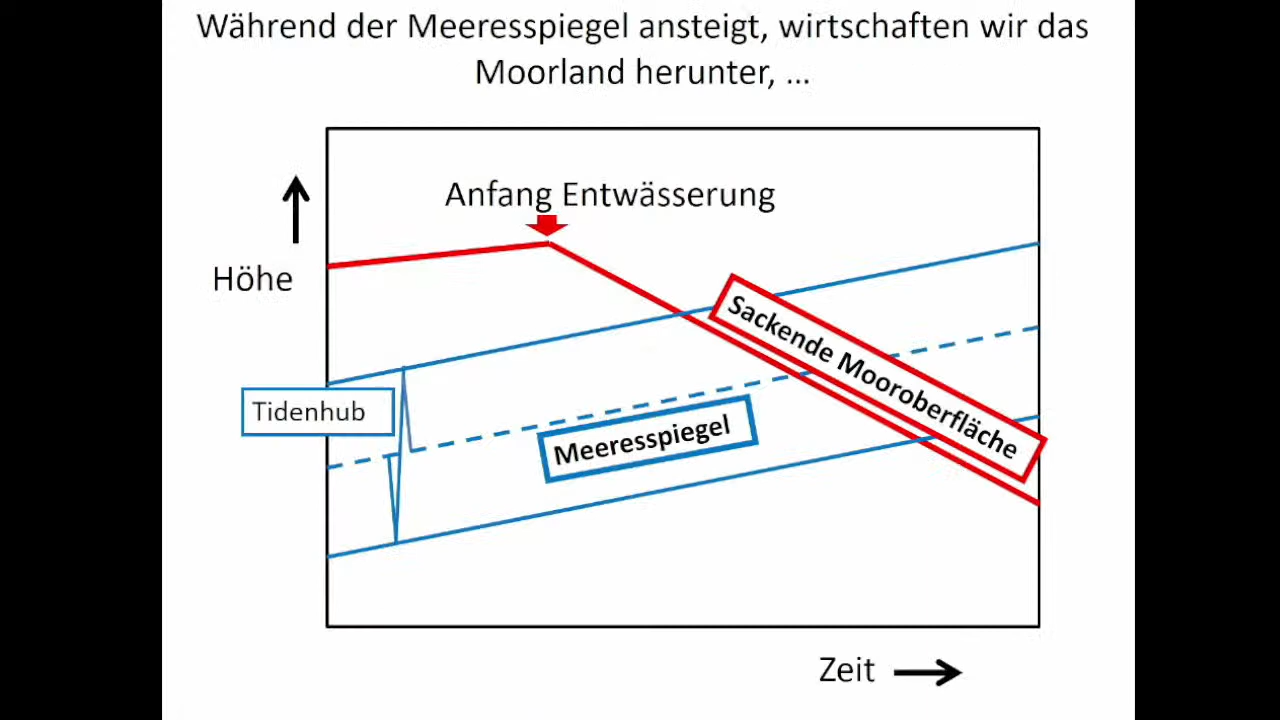 Während der Meeresspiegel ansteigt, wirtschaften wir das
Moorland herunter, ...
Anfang Entwässerung
Höhe
Sackende Mooroberfläche
Tidenhub
Meeresspiegel
Zeit